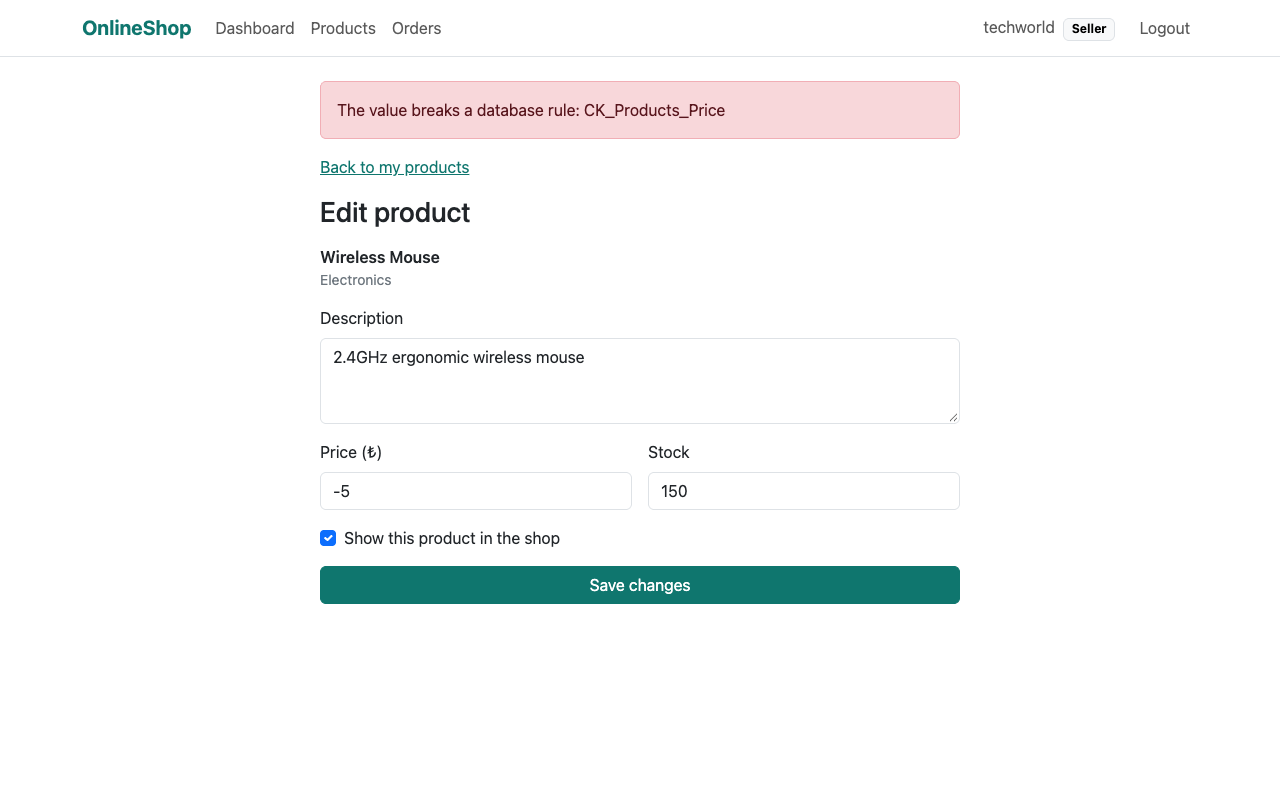 OnlineShop Dashboard Products Orders techworld Seller Logout
The value breaks a database rule: CK_Products_Price
Back to my products
Edit product
Wireless Mouse
Electronics
Description
2.4GHz ergonomic wireless mouse
Price (₺) Stock
-5 150
Show this product in the shop
Save changes